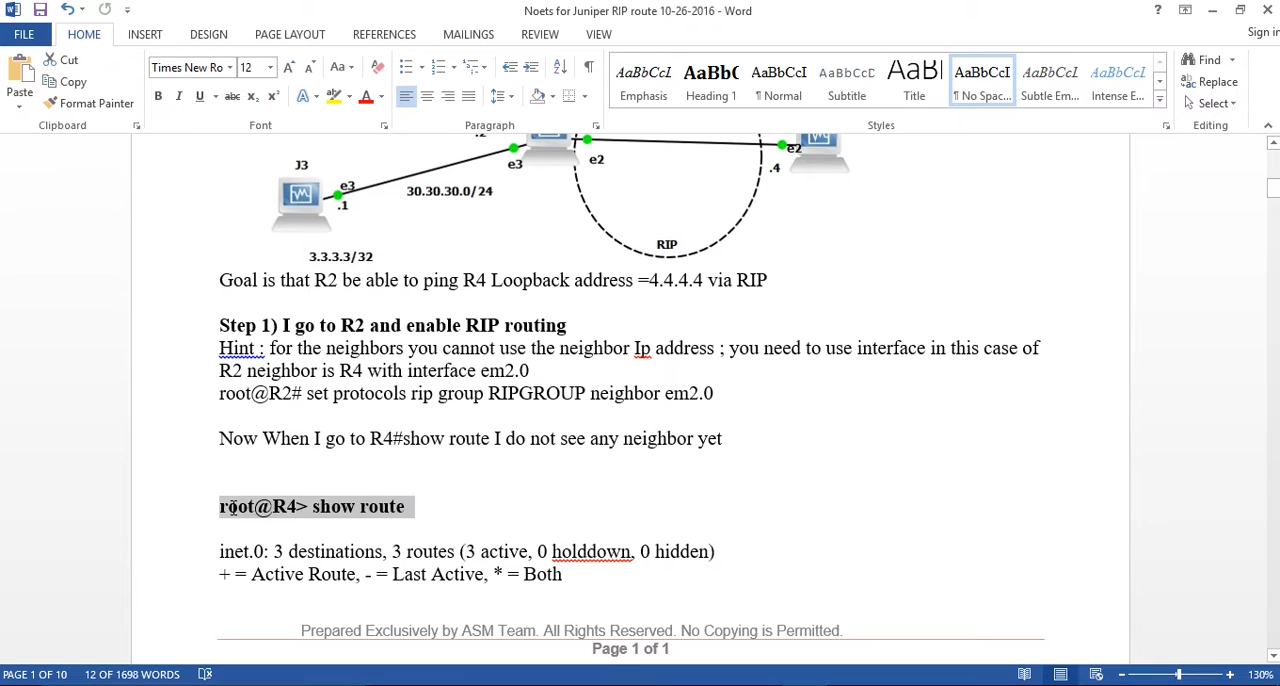 Noets for Juniper RIP route 10-26-2016 - Word
Sign in
FILE HOME INSERT DESIGN PAGE LAYOUT REFERENCES MAILINGS REVIEW VIEW
Paste
Cut
Copy
Format Painter
Clipboard
Times New Ro 12
Font
Paragraph
AaBbCcI Emphasis
AaBbC Heading 1
AaBbCcI ¶ Normal
AaBbCcD Subtitle
AaB Title
AaBbCcI ¶ No Spac...
AaBbCcI Subtle Em...
AaBbCcI Intense E...
Styles
Find
Replace
Select
Editing
J3
e3
.1
30.30.30.0/24
.2
e3
e2
e2
.4
RIP
3.3.3.3/32
Goal is that R2 be able to ping R4 Loopback address =4.4.4.4 via RIP
Step 1) I go to R2 and enable RIP routing
Hint : for the neighbors you cannot use the neighbor Ip address ; you need to use interface in this case of
R2 neighbor is R4 with interface em2.0
root@R2# set protocols rip group RIPGROUP neighbor em2.0
Now When I go to R4#show route I do not see any neighbor yet
root@R4> show route
inet.0: 3 destinations, 3 routes (3 active, 0 holddown, 0 hidden)
+ = Active Route, - = Last Active, * = Both
Prepared Exclusively by ASM Team. All Rights Reserved. No Copying is Permitted.
Page 1 of 1
PAGE 1 OF 10 12 OF 1698 WORDS
130%